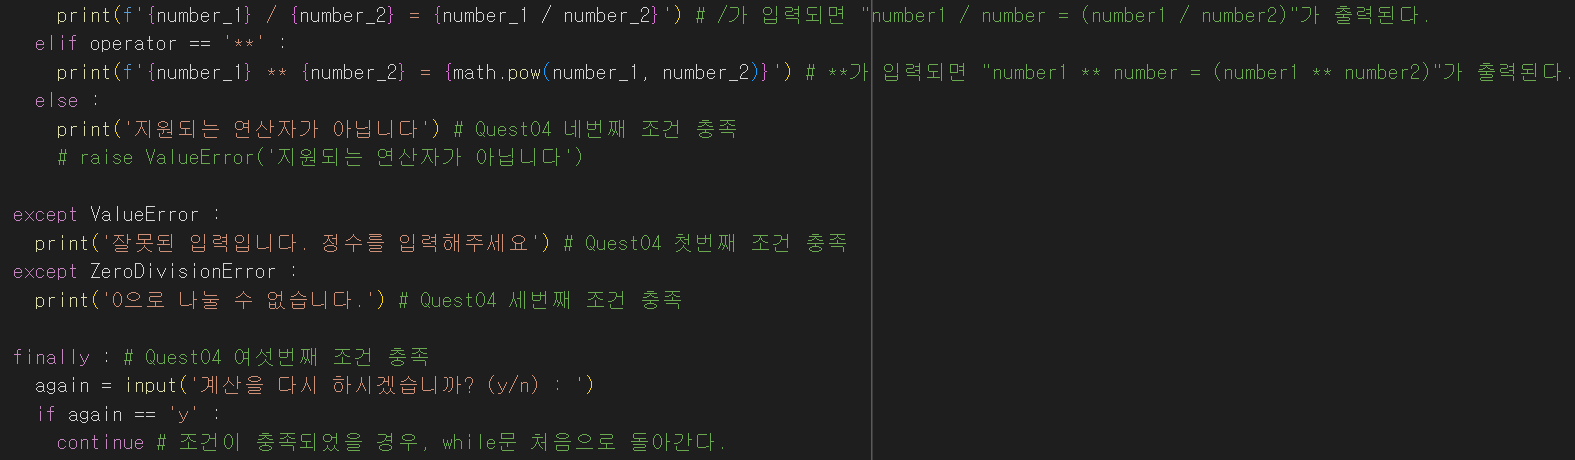 print(f'{number_1} / {number_2} = {number_1 / number_2}') # /가 입력되면 "number1 / number = (number1 / number2)"가 출력된다.
elif operator == '**' :
print(f'{number_1} ** {number_2} = {math.pow(number_1, number_2)}') # **가 입력되면 "number1 ** number = (number1 ** number2)"가 출력된다.
else :
print('지원되는 연산자가 아닙니다') # Quest04 네번째 조건 충족
# raise ValueError('지원되는 연산자가 아닙니다')
except ValueError :
print('잘못된 입력입니다. 정수를 입력해주세요') # Quest04 첫번째 조건 충족
except ZeroDivisionError :
print('0으로 나눌 수 없습니다.') # Quest04 세번째 조건 충족
finally : # Quest04 여섯번째 조건 충족
again = input('계산을 다시 하시겠습니까? (y/n) : ')
if again == 'y' :
continue # 조건이 충족되었을 경우, while문 처음으로 돌아간다.